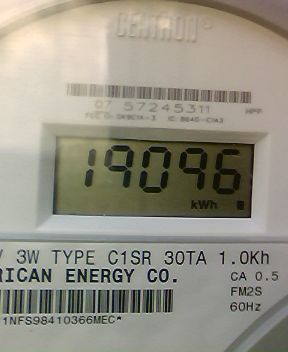 CENTRON®
07 57245311
19096
kWh
3W TYPE C1SR 30TA 1.0Kh
RICAN ENERGY CO.
CA 0.5
FM2S
60Hz
1NFS98410366MEC*